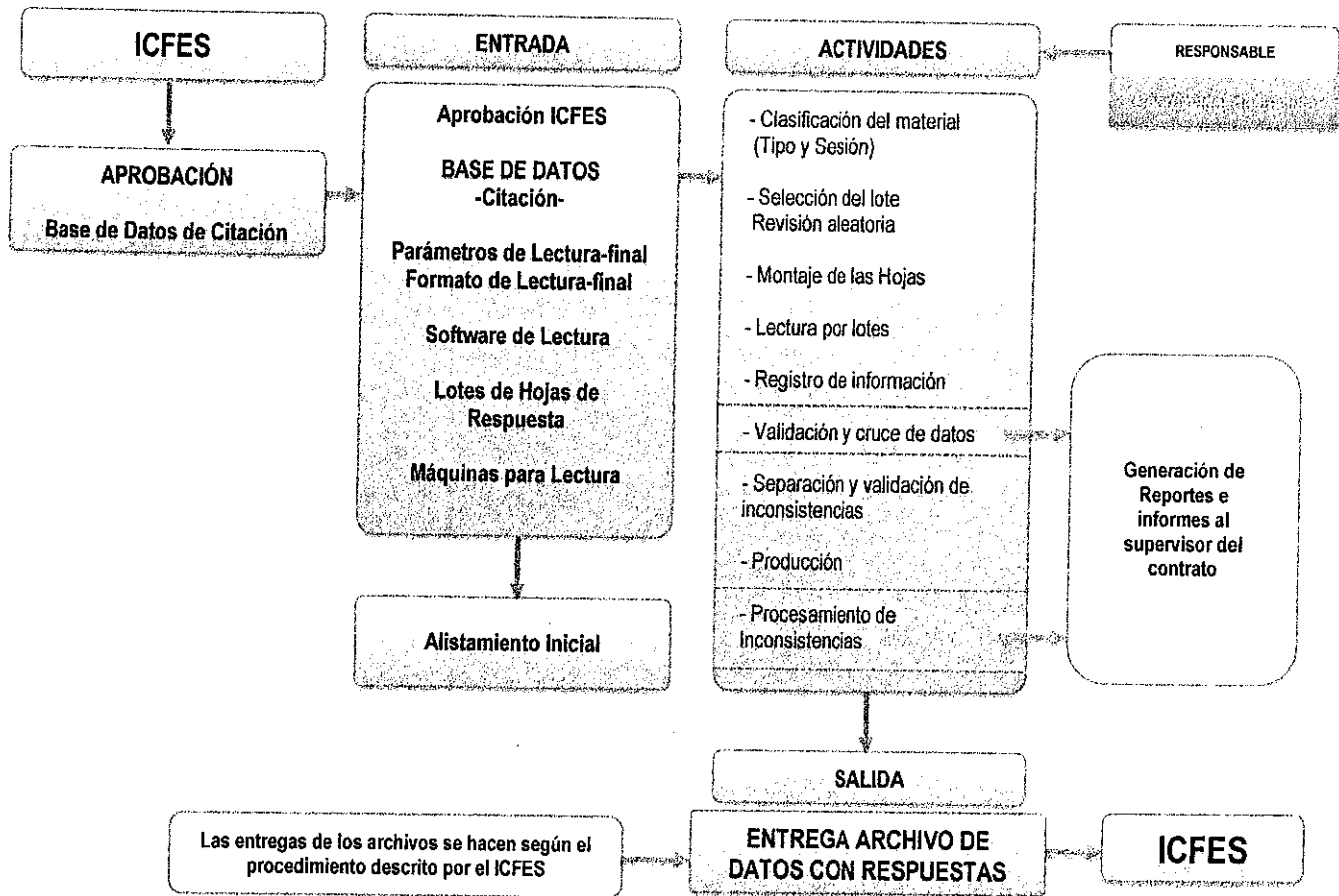 ICFES
APROBACIÓN
Base de Datos de Citación
ENTRADA
Aprobación ICFES
BASE DE DATOS
-Citación-
Parámetros de Lectura-final
Formato de Lectura-final
Software de Lectura
Lotes de Hojas de
Respuesta
Máquinas para Lectura
Alistamiento Inicial
ACTIVIDADES
RESPONSABLE
- Clasificación del material
(Tipo y Sesión)
- Selección del lote
Revisión aleatoria
- Montaje de las Hojas
- Lectura por lotes
- Registro de información
- Validación y cruce de datos
- Separación y validación de
inconsistencias
- Producción
- Procesamiento de
Inconsistencias
Generación de
Reportes e
informes al
supervisor del
contrato
SALIDA
Las entregas de los archivos se hacen según el
procedimiento descrito por el ICFES
ENTREGA ARCHIVO DE
DATOS CON RESPUESTAS
ICFES